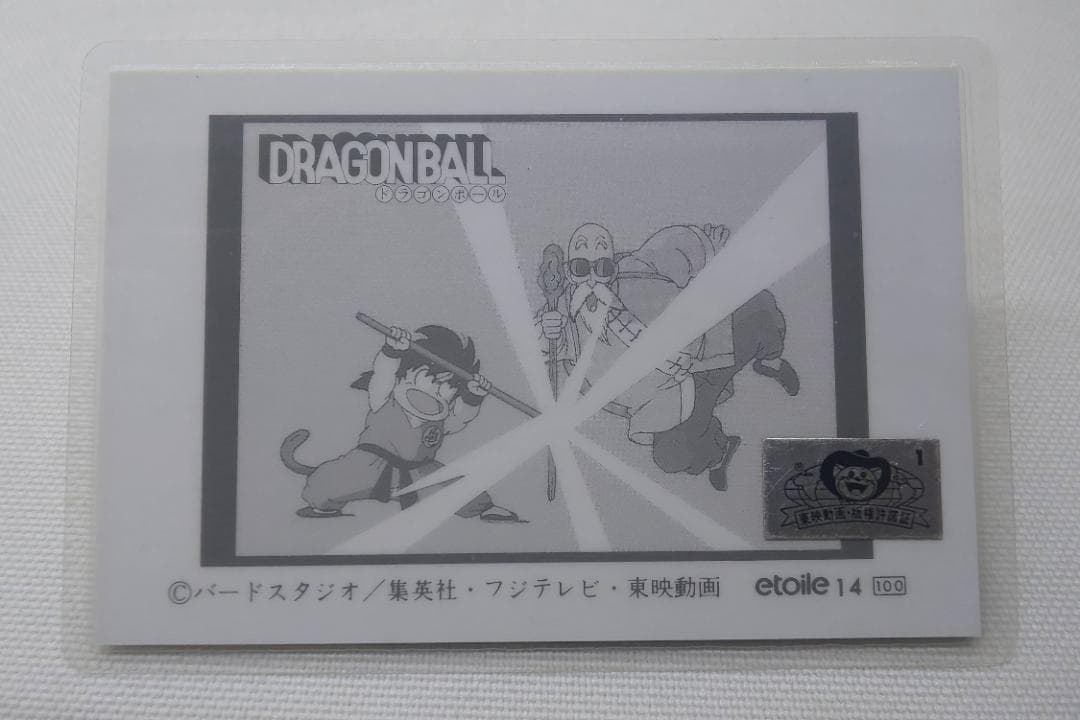 DRAGON BALL
ドラゴンボール
亀
1
東映動画・版権許諾証
©バードスタジオ/集英社・フジテレビ・東映動画 etoile 14 100